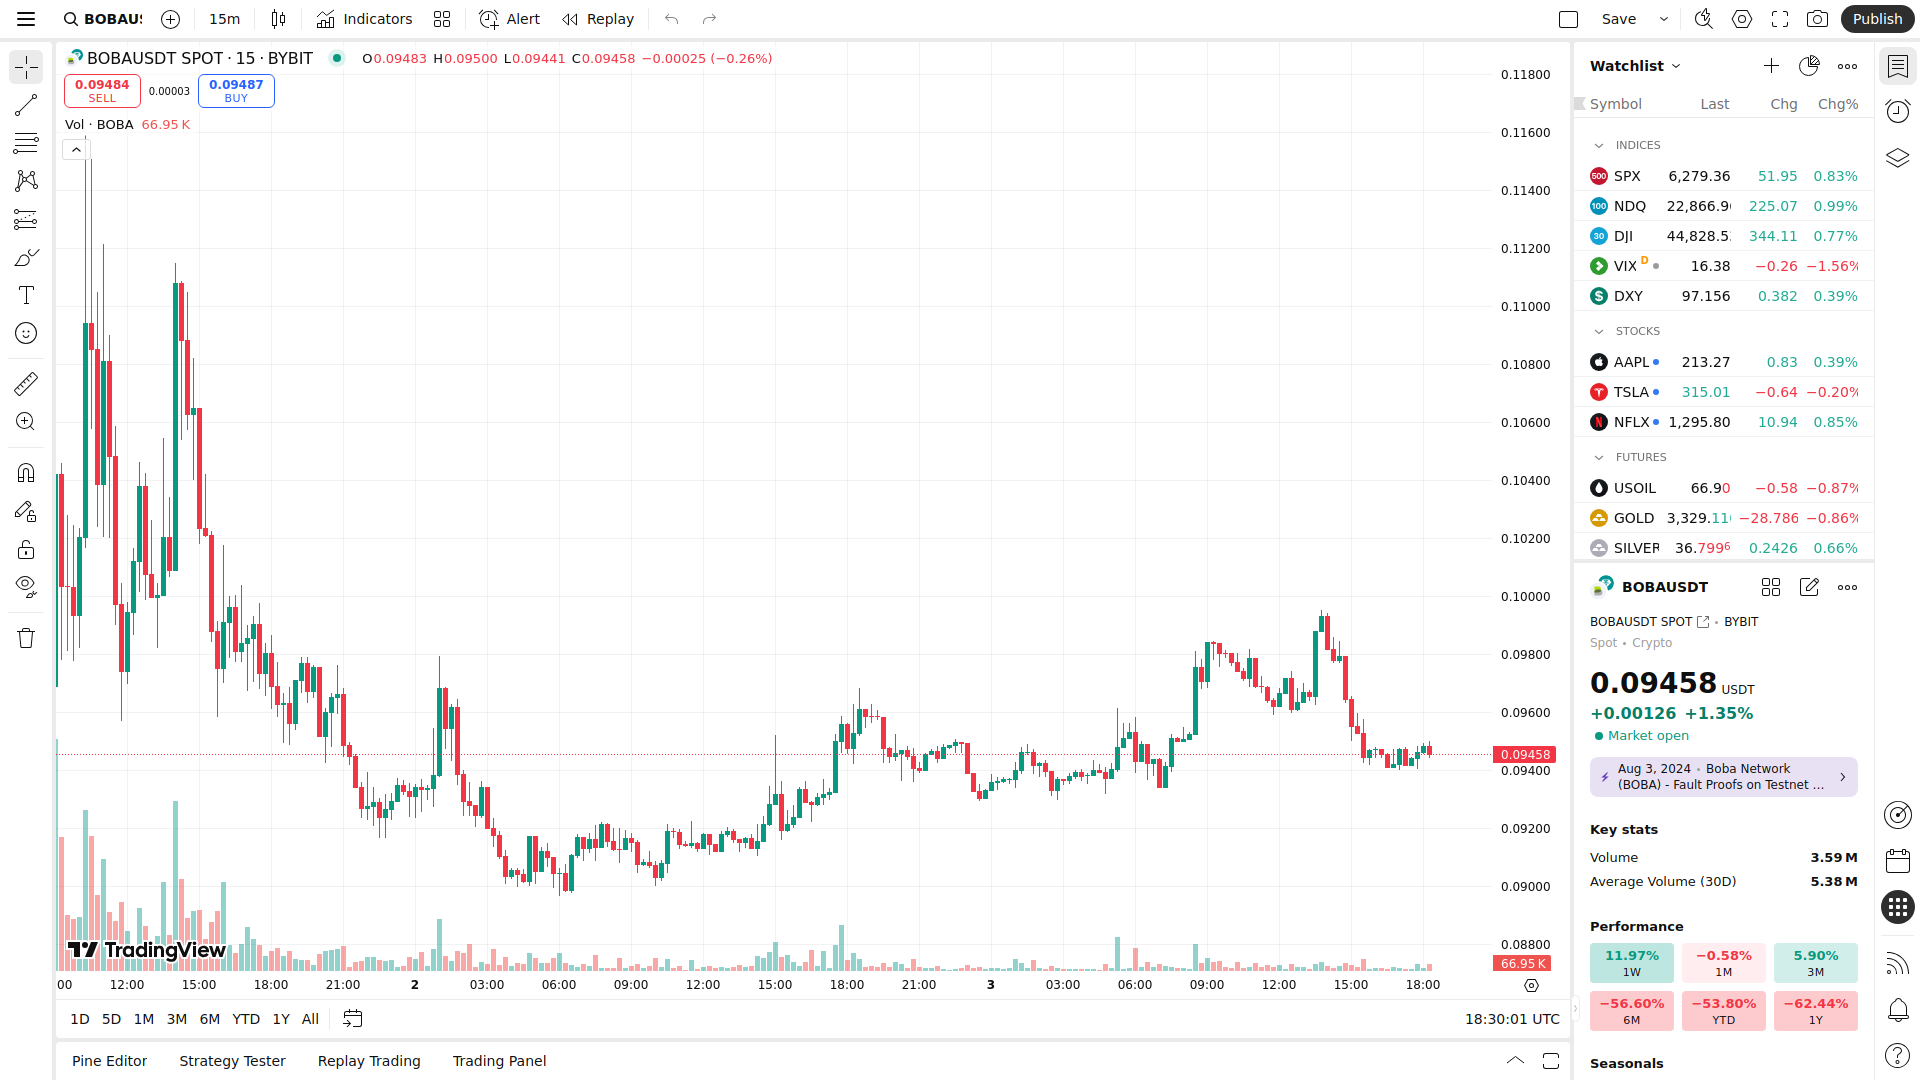 BOBAUS
15m
Indicators
Alert
Replay
Save
Publish
BOBAUSDT SPOT · 15 · BYBIT
O0.09483 H0.09500 L0.09441 C0.09458 −0.00025 (−0.26%)
0.09484
SELL
0.00003
0.09487
BUY
Vol · BOBA 66.95 K
0.11800
0.11600
0.11400
0.11200
0.11000
0.10800
0.10600
0.10400
0.10200
0.10000
0.09800
0.09600
0.09458
0.09400
0.09200
0.09000
0.08800
66.95 K
TradingView
00 12:00 15:00 18:00 21:00 2 03:00 06:00 09:00 12:00 15:00 18:00 21:00 3 03:00 06:00 09:00 12:00 15:00 18:00
1D 5D 1M 3M 6M YTD 1Y All
18:30:01 UTC
Pine Editor Strategy Tester Replay Trading Trading Panel
Watchlist
Symbol Last Chg Chg%
INDICES
SPX 6,279.36 51.95 0.83%
NDQ 22,866.9 225.07 0.99%
DJI 44,828.5 344.11 0.77%
VIX D 16.38 −0.26 −1.56%
DXY 97.156 0.382 0.39%
STOCKS
AAPL 213.27 0.83 0.39%
TSLA 315.01 −0.64 −0.20%
NFLX 1,295.80 10.94 0.85%
FUTURES
USOIL 66.90 −0.58 −0.87%
GOLD 3,329.11 −28.786 −0.86%
SILVER 36.7996 0.2426 0.66%
BOBAUSDT
BOBAUSDT SPOT • BYBIT
Spot • Crypto
0.09458 USDT
+0.00126 +1.35%
Market open
Aug 3, 2024 • Boba Network
(BOBA) - Fault Proofs on Testnet ...
Key stats
Volume 3.59 M
Average Volume (30D) 5.38 M
Performance
11.97% −0.58% 5.90%
1W 1M 3M
−56.60% −53.80% −62.44%
6M YTD 1Y
Seasonals